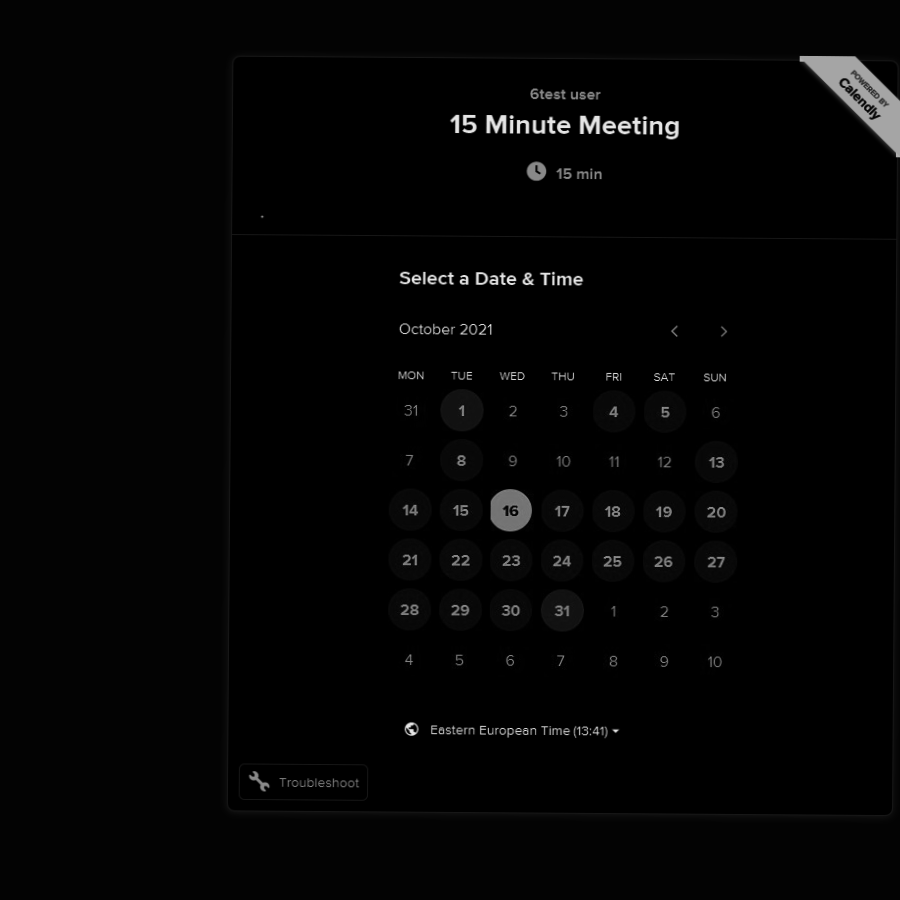 POWERED BY
Calendly
6test user
15 Minute Meeting
15 min
Select a Date & Time
October 2021
MON TUE WED THU FRI SAT SUN
31 1 2 3 4 5 6
7 8 9 10 11 12 13
14 15 16 17 18 19 20
21 22 23 24 25 26 27
28 29 30 31 1 2 3
4 5 6 7 8 9 10
Eastern European Time (13:41)
Troubleshoot